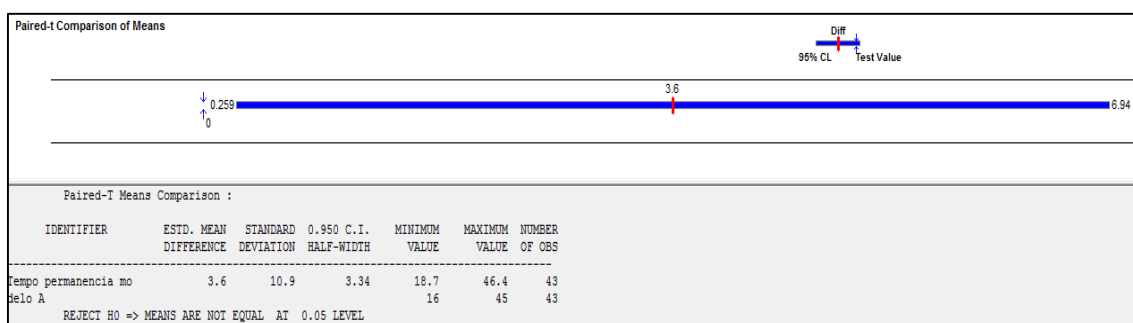 Paired-t Comparison of Means
Diff
95% CL Test Value
3.6
0.259 6.94
0
Paired-T Means Comparison :
IDENTIFIER ESTD. MEAN STANDARD 0.950 C.I. MINIMUM MAXIMUM NUMBER
DIFFERENCE DEVIATION HALF-WIDTH VALUE VALUE OF OBS
Tempo permanencia mo 3.6 10.9 3.34 18.7 46.4 43
delo A 16 45 43
REJECT H0 => MEANS ARE NOT EQUAL AT 0.05 LEVEL